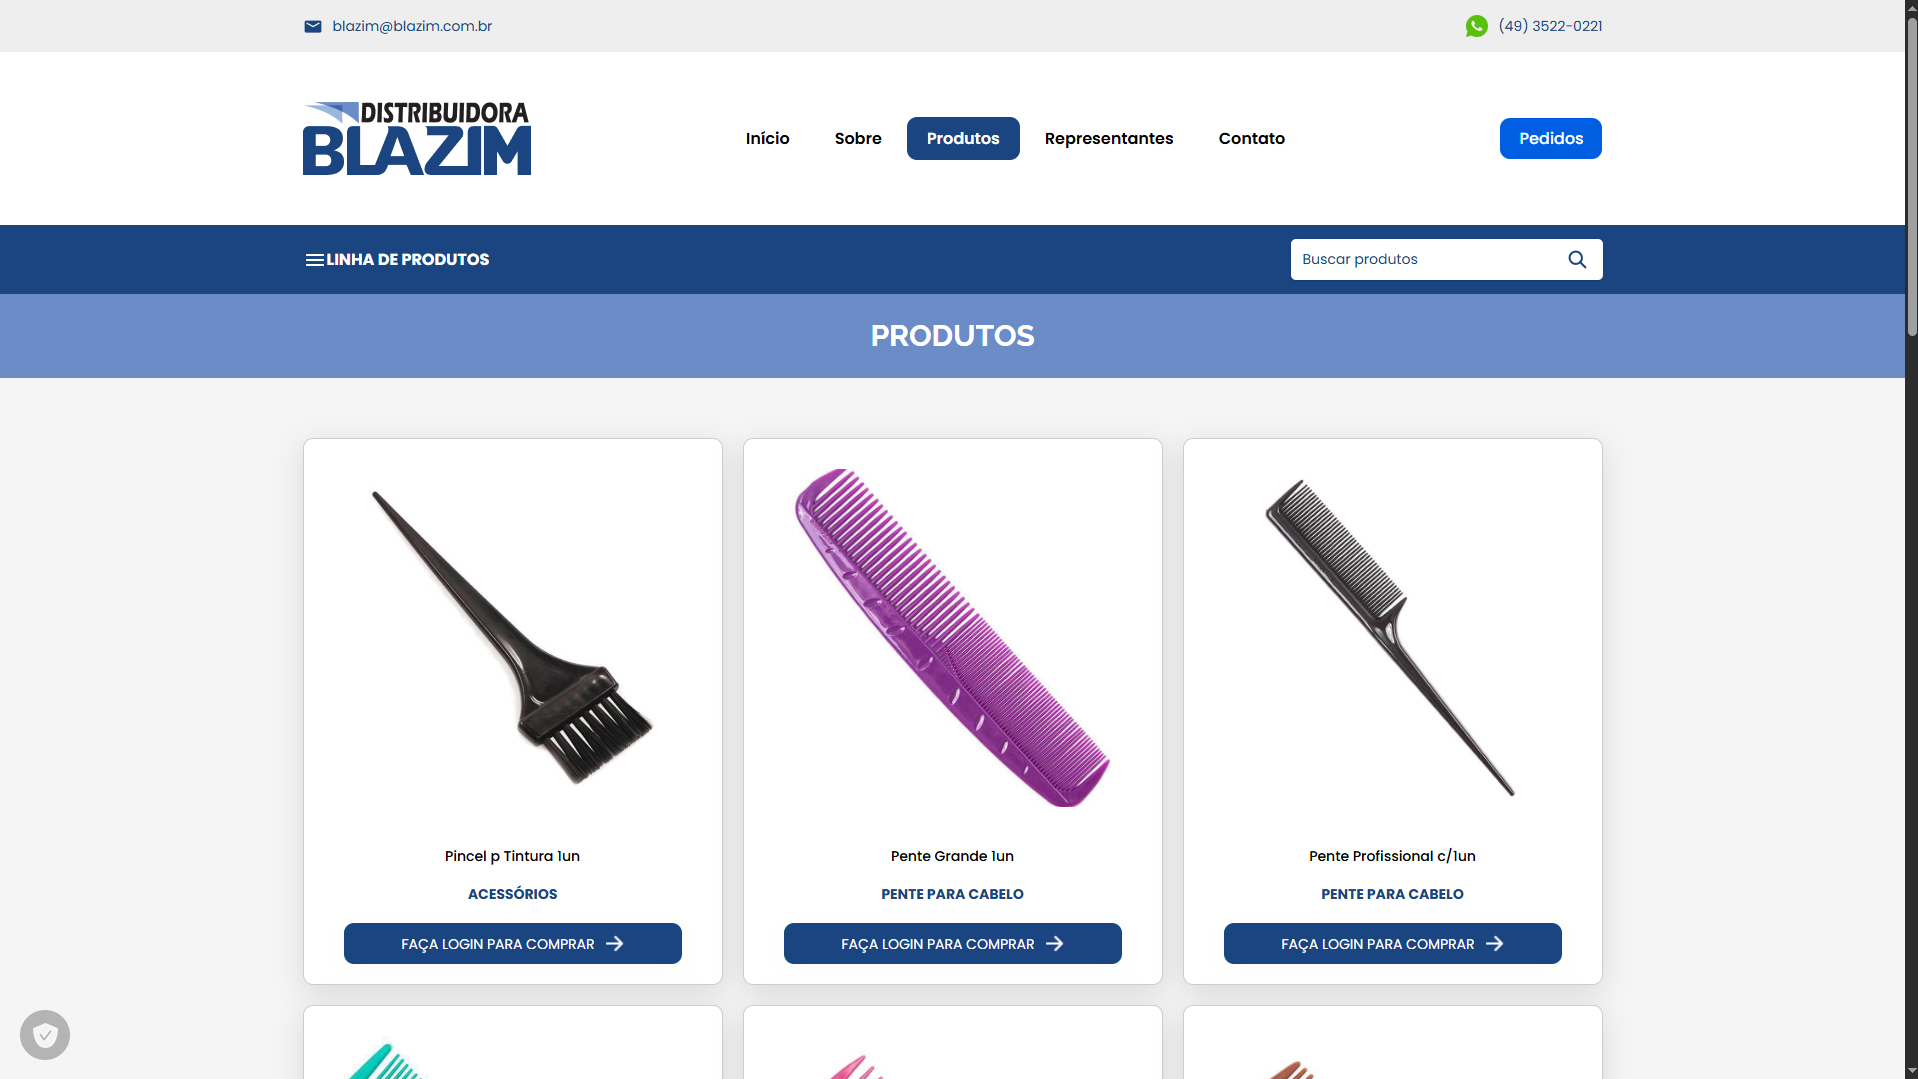 blazim@blazim.com.br
(49) 3522-0221
DISTRIBUIDORA
BLAZIM
Início
Sobre
Produtos
Representantes
Contato
Pedidos
LINHA DE PRODUTOS
Buscar produtos
PRODUTOS
Pincel p Tintura 1un
ACESSÓRIOS
FAÇA LOGIN PARA COMPRAR
Pente Grande 1un
PENTE PARA CABELO
FAÇA LOGIN PARA COMPRAR
Pente Profissional c/1un
PENTE PARA CABELO
FAÇA LOGIN PARA COMPRAR